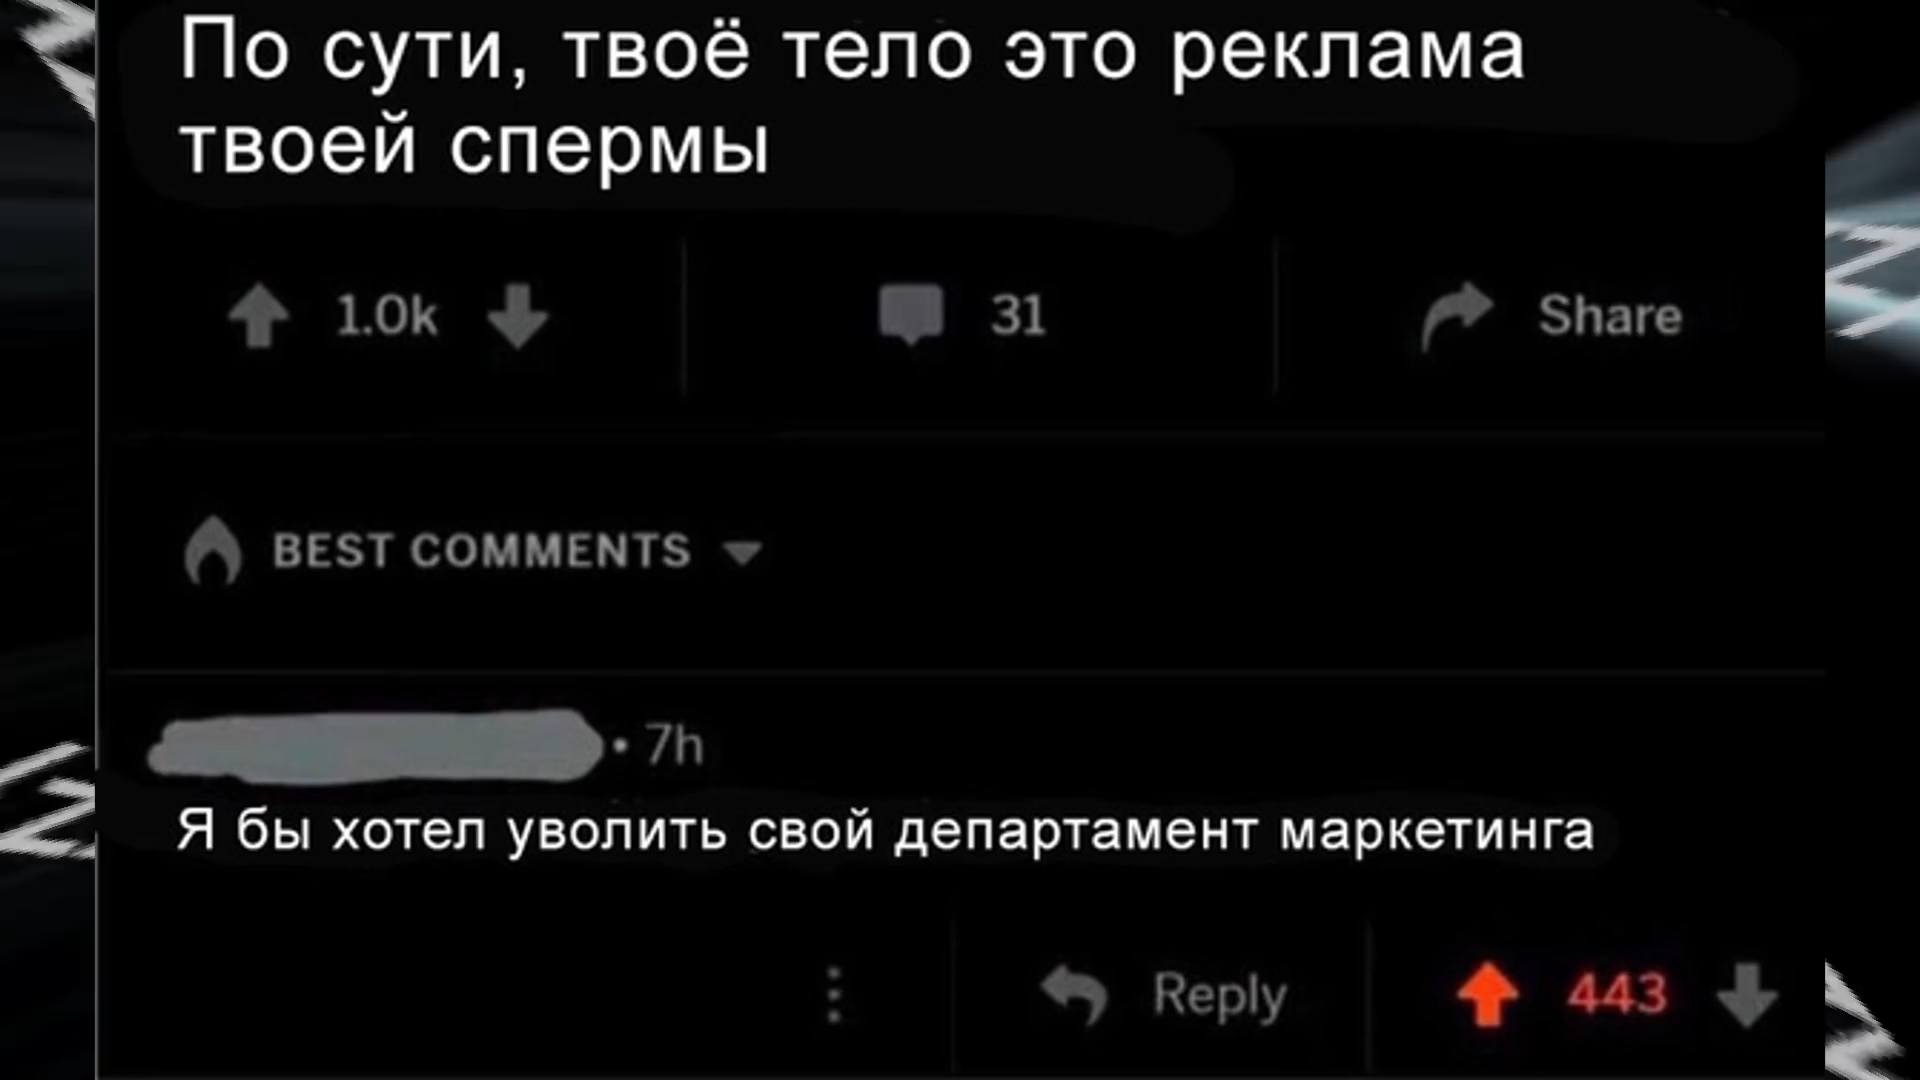 По сути, твоё тело это реклама
твоей спермы
1.0k 31 Share
BEST COMMENTS
• 7h
Я бы хотел уволить свой департамент маркетинга
Reply 443